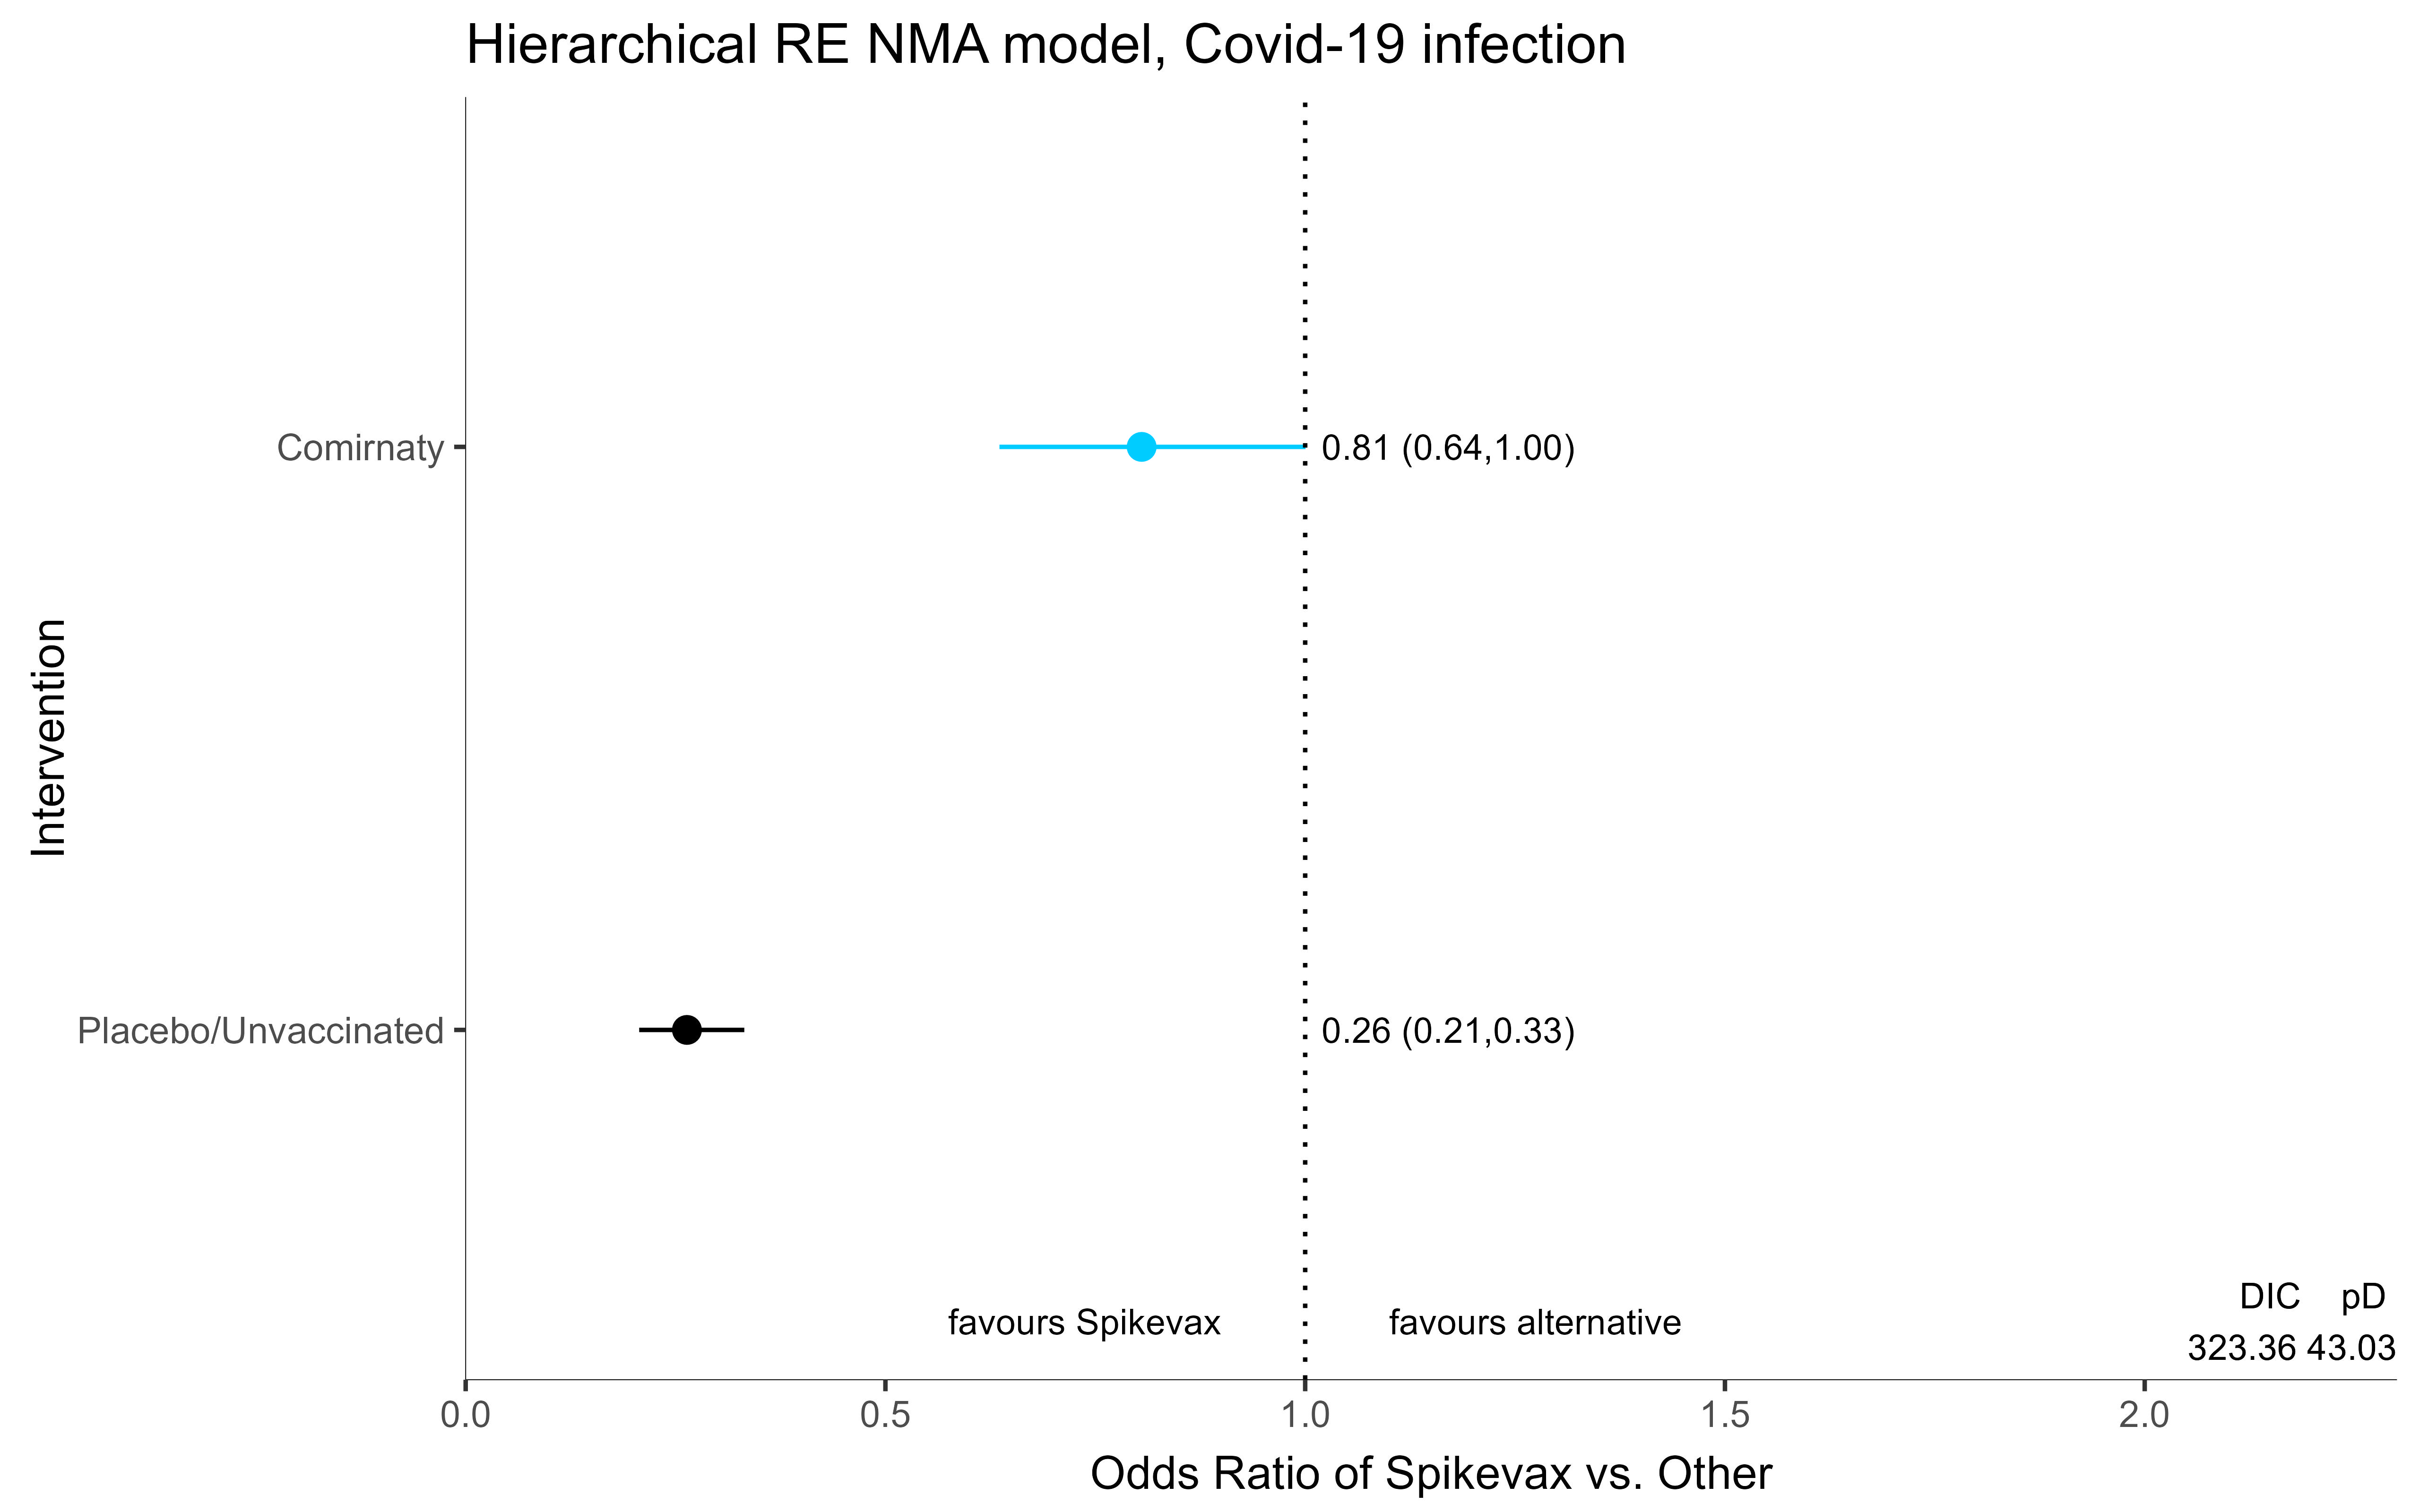 Hierarchical RE NMA model, Covid-19 infection
Intervention
Comirnaty
0.81 (0.64,1.00)
Placebo/Unvaccinated
0.26 (0.21,0.33)
favours Spikevax
favours alternative
DIC pD
323.36 43.03
0.0 0.5 1.0 1.5 2.0
Odds Ratio of Spikevax vs. Other